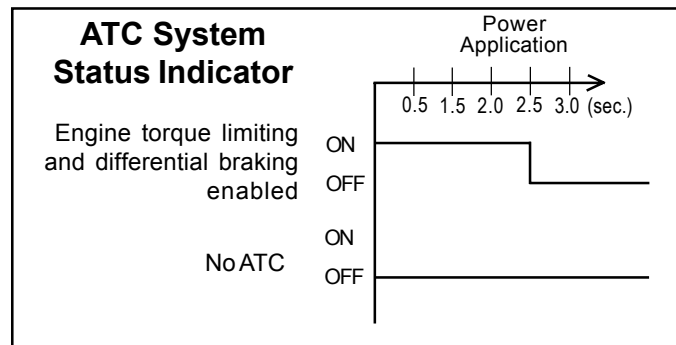 ATC System
Status Indicator
Power
Application
0.5 1.5 2.0 2.5 3.0 (sec.)
Engine torque limiting
and differential braking
enabled
ON
OFF
No ATC
ON
OFF